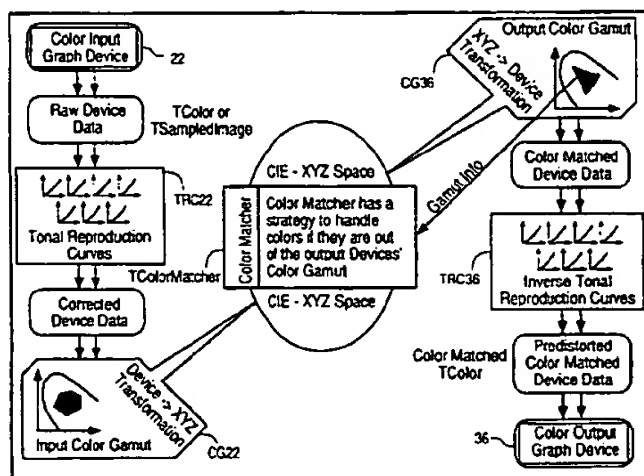 Color Input
Graph Device
22
Raw Device
Data
TColor or
TSampledImage
TRC22
Tonal Reproduction
Curves
Corrected
Device Data
Device -> XYZ
Transformation
Input Color Gamut
CG22
CIE - XYZ Space
Color Matcher
Color Matcher has a
strategy to handle
colors if they are out
of the output Devices'
Color Gamut
TColorMatcher
CIE - XYZ Space
Gamut Info
Output Color Gamut
XYZ -> Device
Transformation
CG36
Color Matched
Device Data
TRC36
Inverse Tonal
Reproduction Curves
Color Matched
TColor
Predistorted
Color Matched
Device Data
36
Color Output
Graph Device